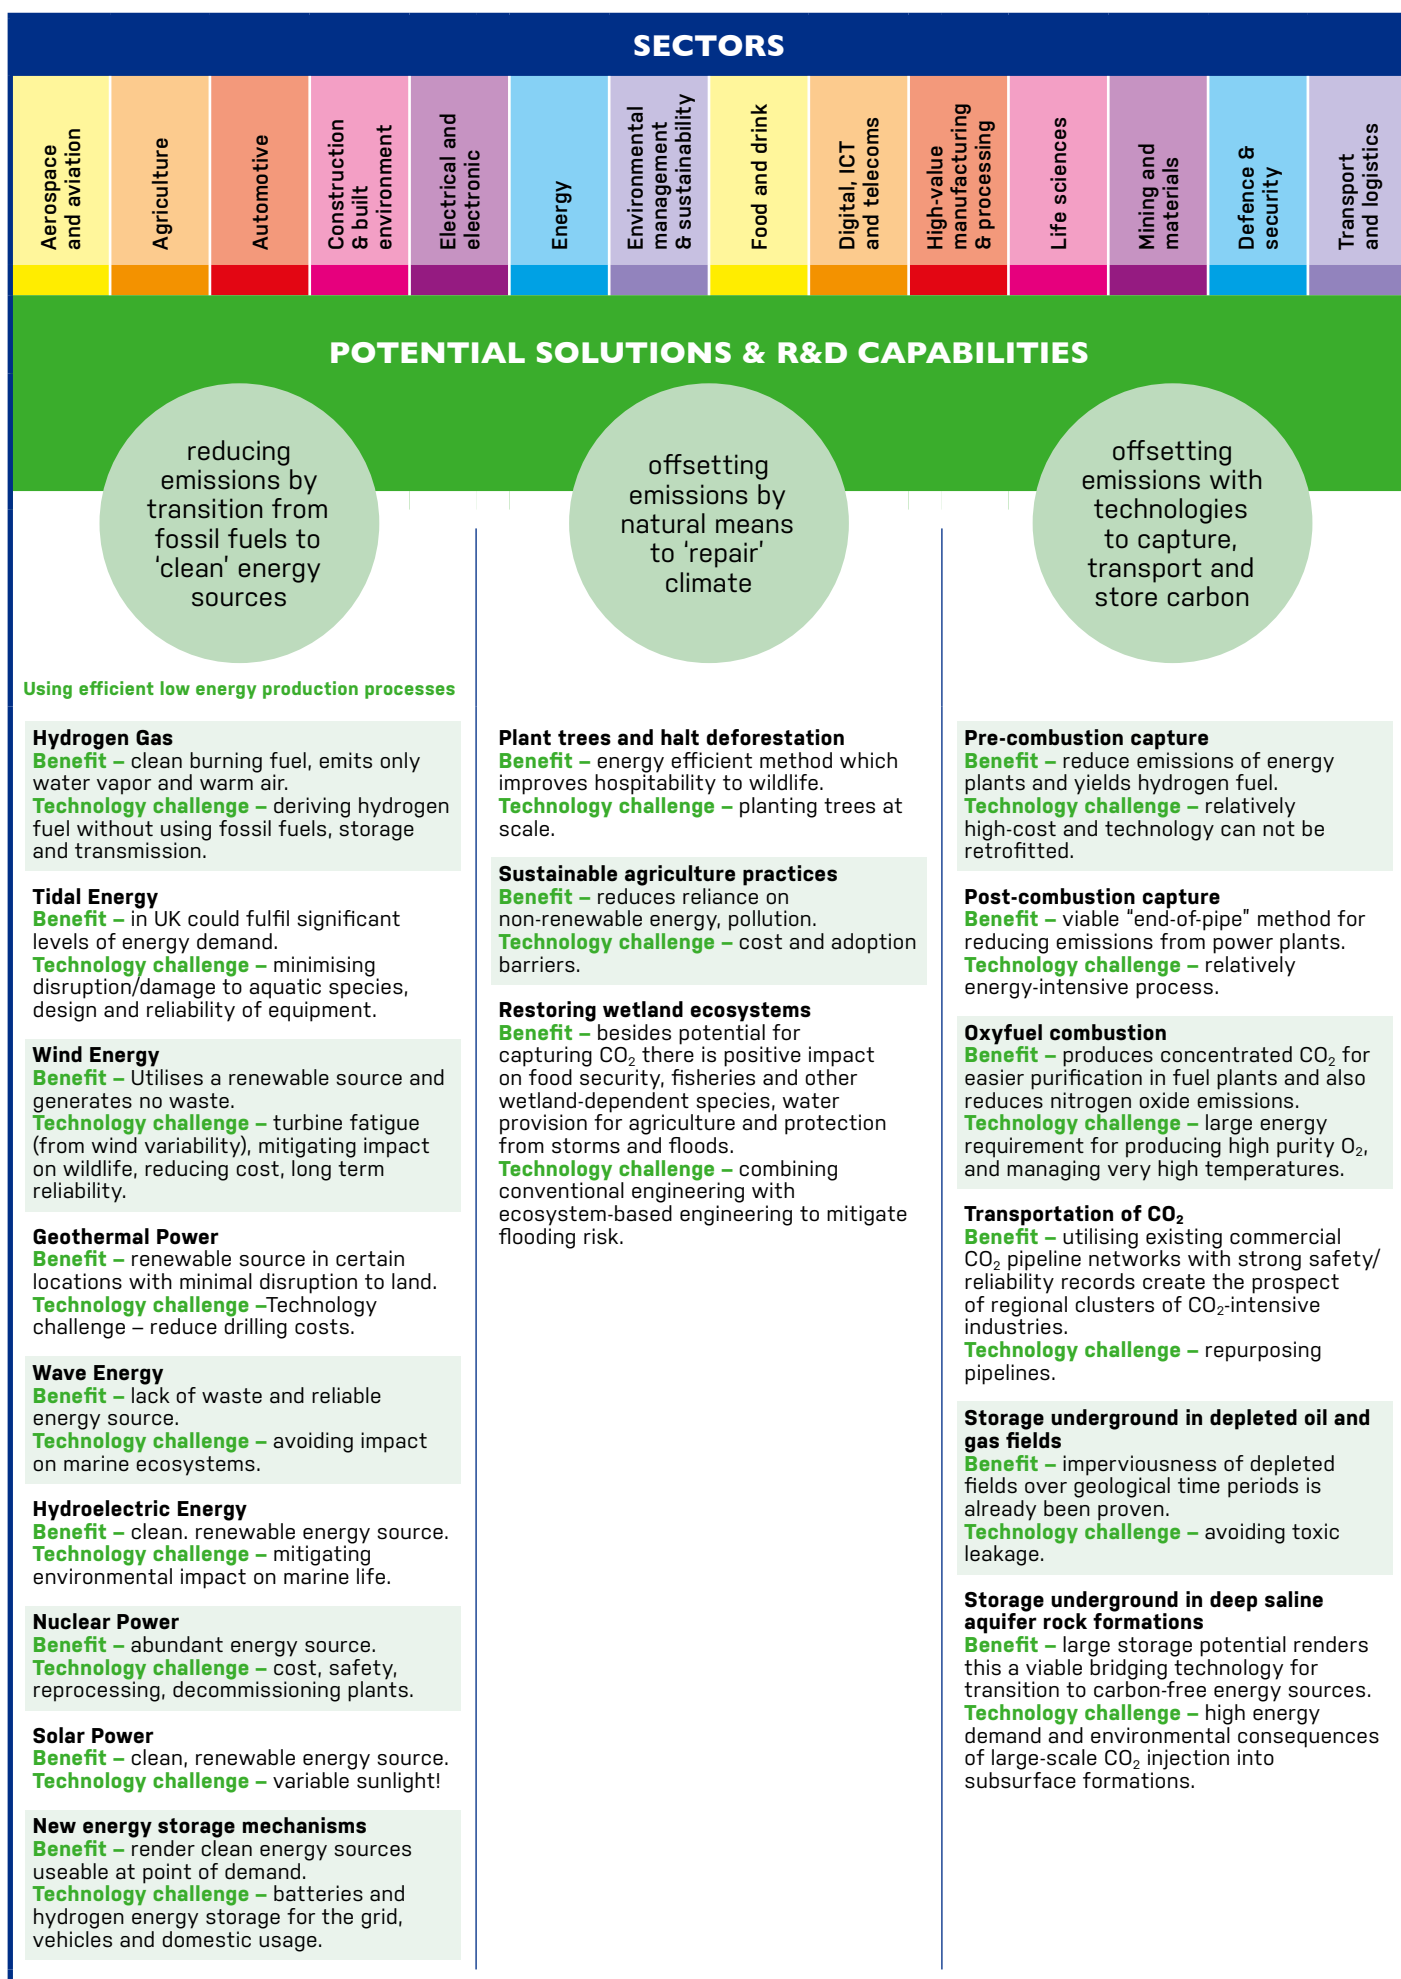 SECTORS
Aerospace
and aviation
Agriculture
Automotive
Construction
& built
environment
Electrical and
electronic
Energy
Environmental
management
& sustainability
Food and drink
Digital, ICT
and telecoms
High-value
manufacturing
& processing
Life sciences
Mining and
materials
Defence &
security
Transport
and logistics
POTENTIAL SOLUTIONS & R&D CAPABILITIES
reducing
emissions by
transition from
fossil fuels to
‘clean’ energy
sources
offsetting
emissions by
natural means
to ‘repair’
climate
offsetting
emissions with
technologies
to capture,
transport and
store carbon
Using efficient low energy production processes
Hydrogen Gas
Benefit – clean burning fuel, emits only
water vapor and warm air.
Technology challenge – deriving hydrogen
fuel without using fossil fuels, storage
and transmission.
Tidal Energy
Benefit – in UK could fulfil significant
levels of energy demand.
Technology challenge – minimising
disruption/damage to aquatic species,
design and reliability of equipment.
Wind Energy
Benefit – Utilises a renewable source and
generates no waste.
Technology challenge – turbine fatigue
(from wind variability), mitigating impact
on wildlife, reducing cost, long term
reliability.
Geothermal Power
Benefit – renewable source in certain
locations with minimal disruption to land.
Technology challenge –Technology
challenge – reduce drilling costs.
Wave Energy
Benefit – lack of waste and reliable
energy source.
Technology challenge – avoiding impact
on marine ecosystems.
Hydroelectric Energy
Benefit – clean. renewable energy source.
Technology challenge – mitigating
environmental impact on marine life.
Nuclear Power
Benefit – abundant energy source.
Technology challenge – cost, safety,
reprocessing, decommissioning plants.
Solar Power
Benefit – clean, renewable energy source.
Technology challenge – variable sunlight!
New energy storage mechanisms
Benefit – render clean energy sources
useable at point of demand.
Technology challenge – batteries and
hydrogen energy storage for the grid,
vehicles and domestic usage.
Plant trees and halt deforestation
Benefit – energy efficient method which
improves hospitability to wildlife.
Technology challenge – planting trees at
scale.
Sustainable agriculture practices
Benefit – reduces reliance on
non-renewable energy, pollution.
Technology challenge – cost and adoption
barriers.
Restoring wetland ecosystems
Benefit – besides potential for
capturing CO₂ there is positive impact
on food security, fisheries and other
wetland-dependent species, water
provision for agriculture and protection
from storms and floods.
Technology challenge – combining
conventional engineering with
ecosystem-based engineering to mitigate
flooding risk.
Pre-combustion capture
Benefit – reduce emissions of energy
plants and yields hydrogen fuel.
Technology challenge – relatively
high-cost and technology can not be
retrofitted.
Post-combustion capture
Benefit – viable “end-of-pipe” method for
reducing emissions from power plants.
Technology challenge – relatively
energy-intensive process.
Oxyfuel combustion
Benefit – produces concentrated CO₂ for
easier purification in fuel plants and also
reduces nitrogen oxide emissions.
Technology challenge – large energy
requirement for producing high purity O₂,
and managing very high temperatures.
Transportation of CO₂
Benefit – utilising existing commercial
CO₂ pipeline networks with strong safety/
reliability records create the prospect
of regional clusters of CO₂-intensive
industries.
Technology challenge – repurposing
pipelines.
Storage underground in depleted oil and
gas fields
Benefit – imperviousness of depleted
fields over geological time periods is
already been proven.
Technology challenge – avoiding toxic
leakage.
Storage underground in deep saline
aquifer rock formations
Benefit – large storage potential renders
this a viable bridging technology for
transition to carbon-free energy sources.
Technology challenge – high energy
demand and environmental consequences
of large-scale CO₂ injection into
subsurface formations.